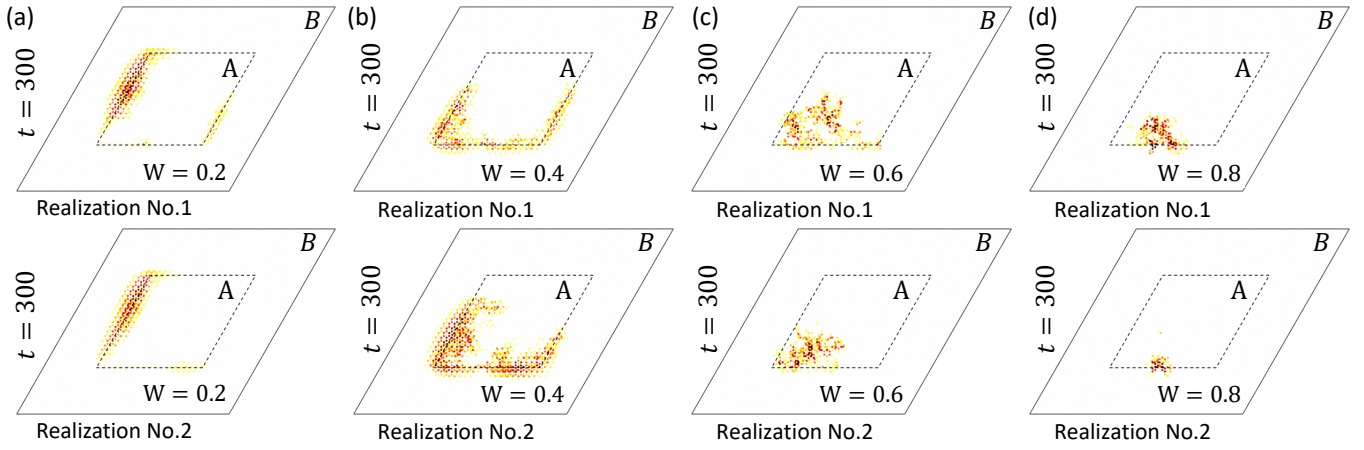 (a)
B
A
t = 300
W = 0.2
Realization No.1
(b)
B
A
t = 300
W = 0.4
Realization No.1
(c)
B
A
t = 300
W = 0.6
Realization No.1
(d)
B
A
t = 300
W = 0.8
Realization No.1
B
A
t = 300
W = 0.2
Realization No.2
B
A
t = 300
W = 0.4
Realization No.2
B
A
t = 300
W = 0.6
Realization No.2
B
A
t = 300
W = 0.8
Realization No.2